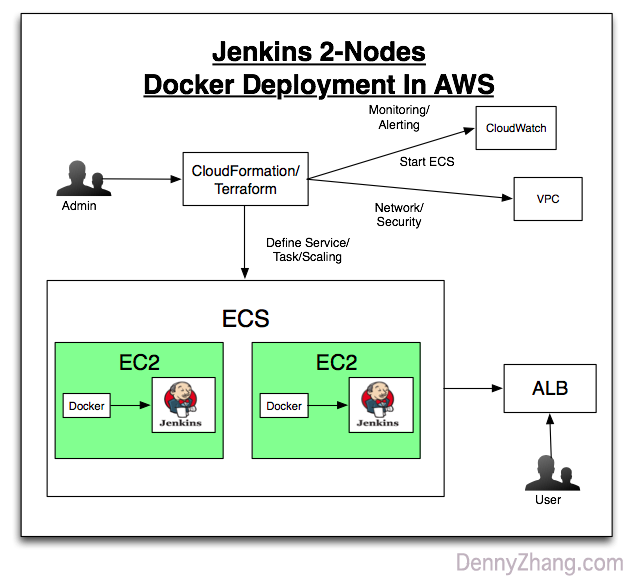 Jenkins 2-Nodes
Docker Deployment In AWS
Monitoring/
Alerting
CloudWatch
CloudFormation/
Terraform
Start ECS
Admin
VPC
Network/
Security
Define Service/
Task/Scaling
ECS
EC2
EC2
Docker
Jenkins
Docker
Jenkins
ALB
User
DennyZhang.com